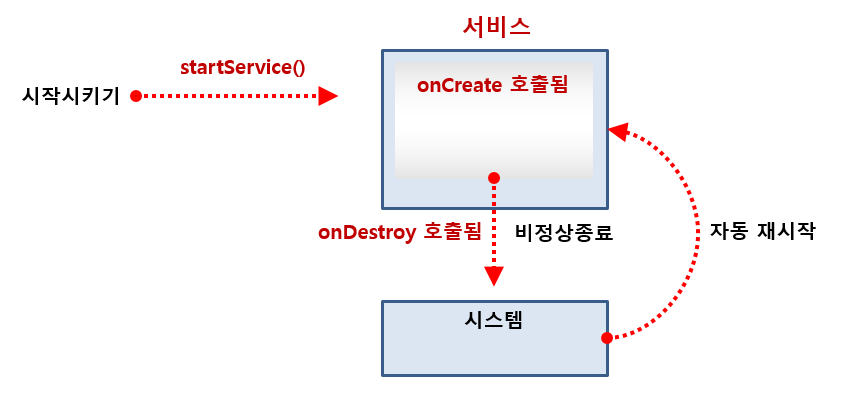 서비스
startService()
시작시키기
onCreate 호출됨
onDestroy 호출됨
비정상종료
자동 재시작
시스템